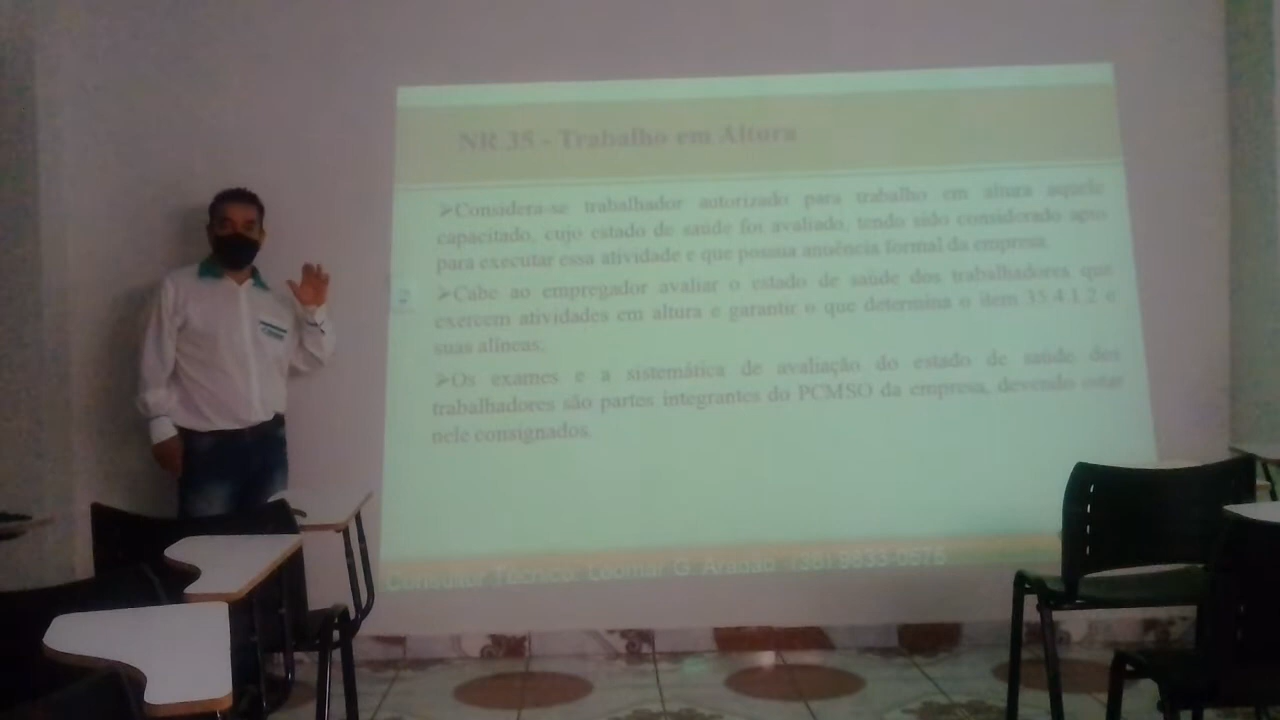 NR 35 - Trabalho em Altura
➢Considera-se trabalhador autorizado para trabalho em altura aquele
capacitado, cujo estado de saúde foi avaliado, tendo sido considerado apto
para executar essa atividade e que possua anuência formal da empresa.
➢Cabe ao empregador avaliar o estado de saúde dos trabalhadores que
exercem atividades em altura e garantir o que determina o item 35.4.1.2 e
suas alíneas.
➢Os exames e a sistemática de avaliação do estado de saúde dos
trabalhadores são partes integrantes do PCMSO da empresa, devendo estar
nele consignados.
Consultor Técnico: Leomar G.